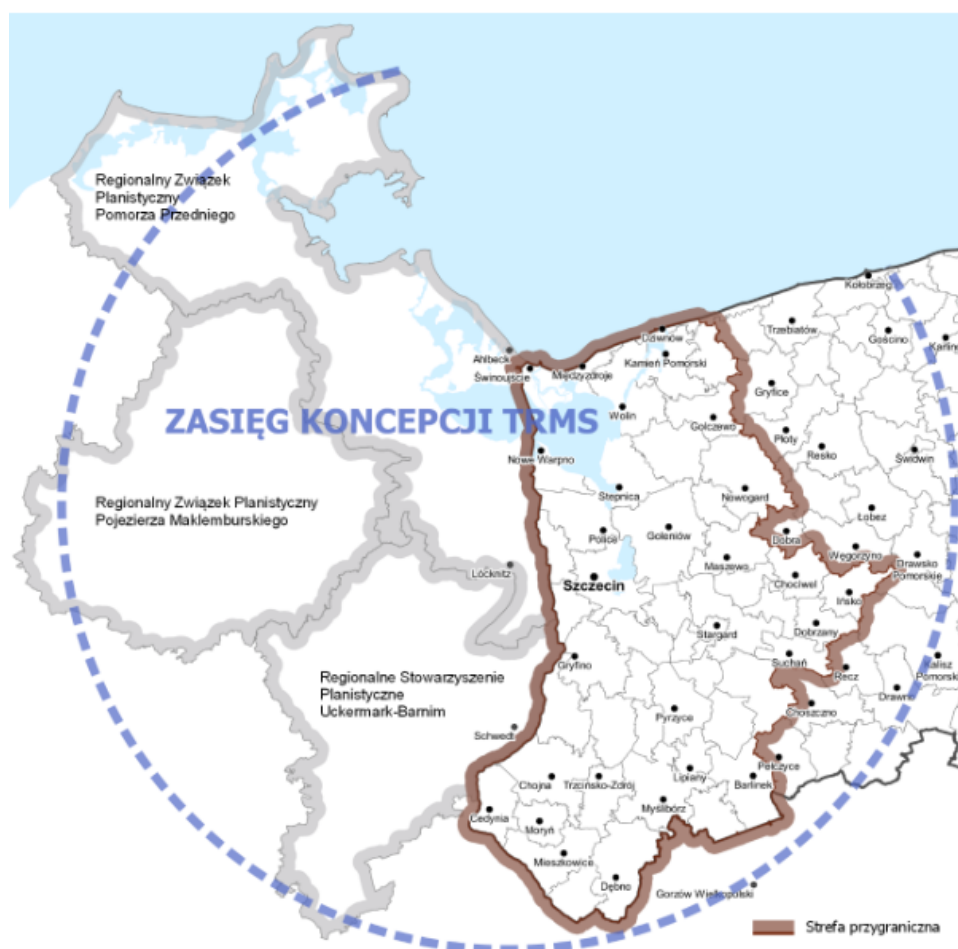 Regionalny Związek
Planistyczny
Pomorza Przedniego
Kołobrzeg
Trzebiatów
Gościno
Karlino
Dziwnów
Ahlbeck
Świnoujście
Międzyzdroje
Kamień Pomorski
Gryfice
ZASIĘG KONCEPCJI TRMS
Wolin
Golczewo
Płoty
Resko
Świdwin
Nowe Warpno
Regionalny Związek Planistyczny
Pojezierza Maklemburskiego
Stepnica
Nowogard
Łobez
Police
Goleniów
Dobra
Węgorzyno
Maszewo
Drawsko
Pomorskie
Löcknitz
Szczecin
Chociwel
Ińsko
Stargard
Dobrzany
Gryfino
Suchań
Recz
Kalisz
Pomorski
Regionalne Stowarzyszenie
Planistyczne
Uckermark-Barnim
Drawno
Choszczno
Pyrzyce
Schwedt
Pełczyce
Chojna
Trzcińsko-Zdrój
Lipiany
Barlinek
Cedynia
Moryń
Myślibórz
Mieszkowice
Dębno
Gorzów Wielkopolski
Strefa przygraniczna